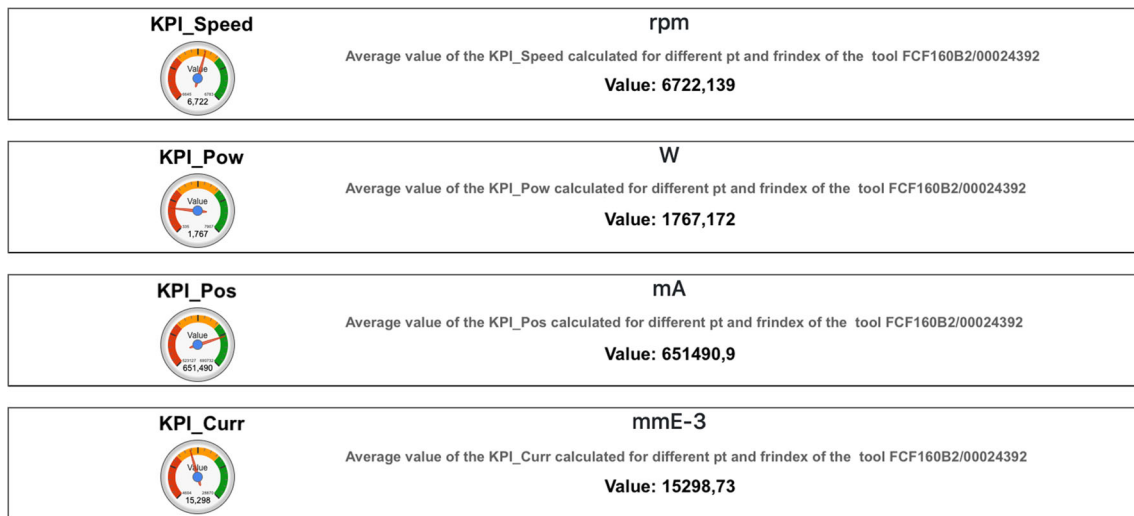 KPI_Speed
rpm
Value
6,722
Average value of the KPI_Speed calculated for different pt and frindex of the tool FCF160B2/00024392
Value: 6722,139
KPI_Pow
W
Value
1,767
Average value of the KPI_Pow calculated for different pt and frindex of the tool FCF160B2/00024392
Value: 1767,172
KPI_Pos
mA
Value
651,490
Average value of the KPI_Pos calculated for different pt and frindex of the tool FCF160B2/00024392
Value: 651490,9
KPI_Curr
mmE-3
Value
15,298
Average value of the KPI_Curr calculated for different pt and frindex of the tool FCF160B2/00024392
Value: 15298,73